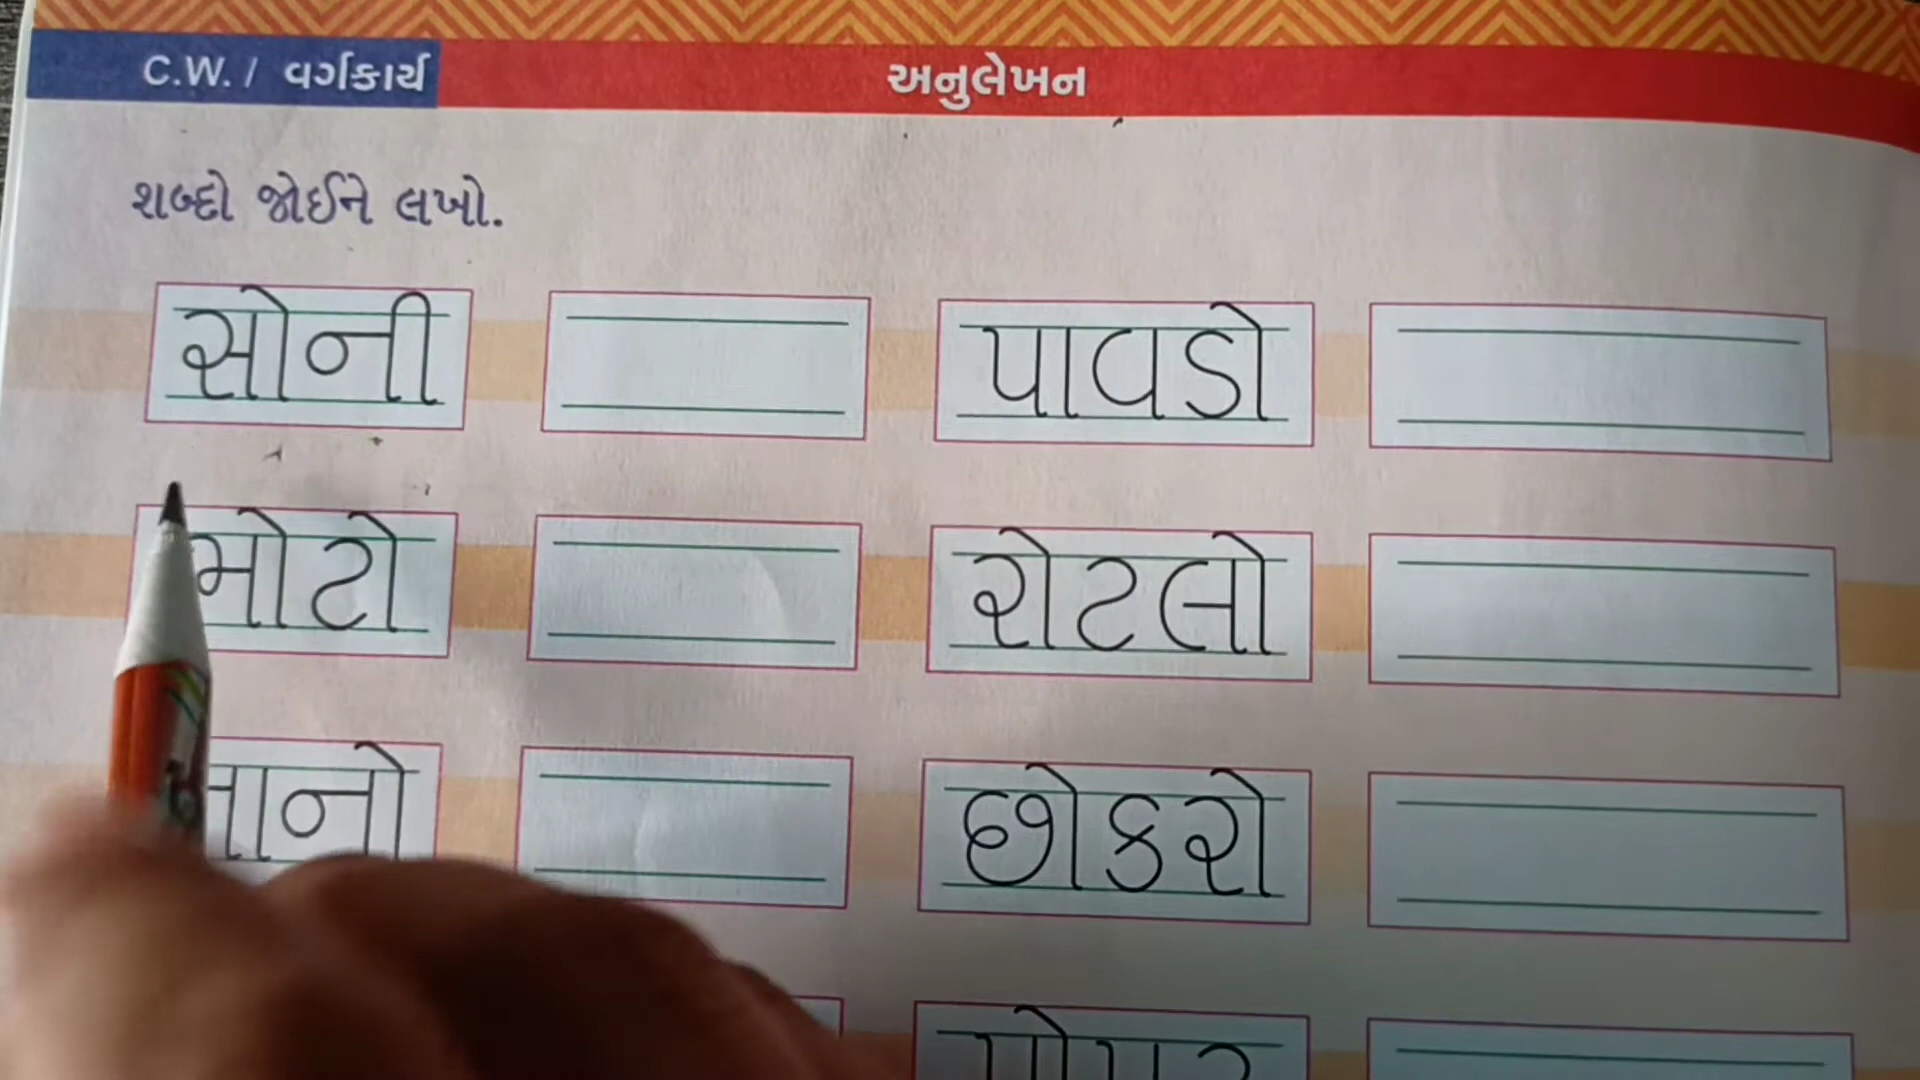 C.W. / વર્ગકાર્ય અનુલેખન
શબ્દો જોઈને લખો.
સોની પાવડો
મોટો રોટલો
છોકરો